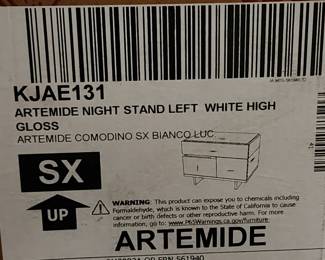 KJAE131
ARTEMIDE NIGHT STAND LEFT WHITE HIGH
GLOSS
ARTEMIDE COMODINO SX BIANCO LUC
SX
UP
WARNING: This product can expose you to chemicals including
Formaldehyde, which is known to the State of California to cause
cancer or birth defects or other reproductive harm. For more
information, go to: www.P65Warnings.ca.gov/furniture
ARTEMIDE